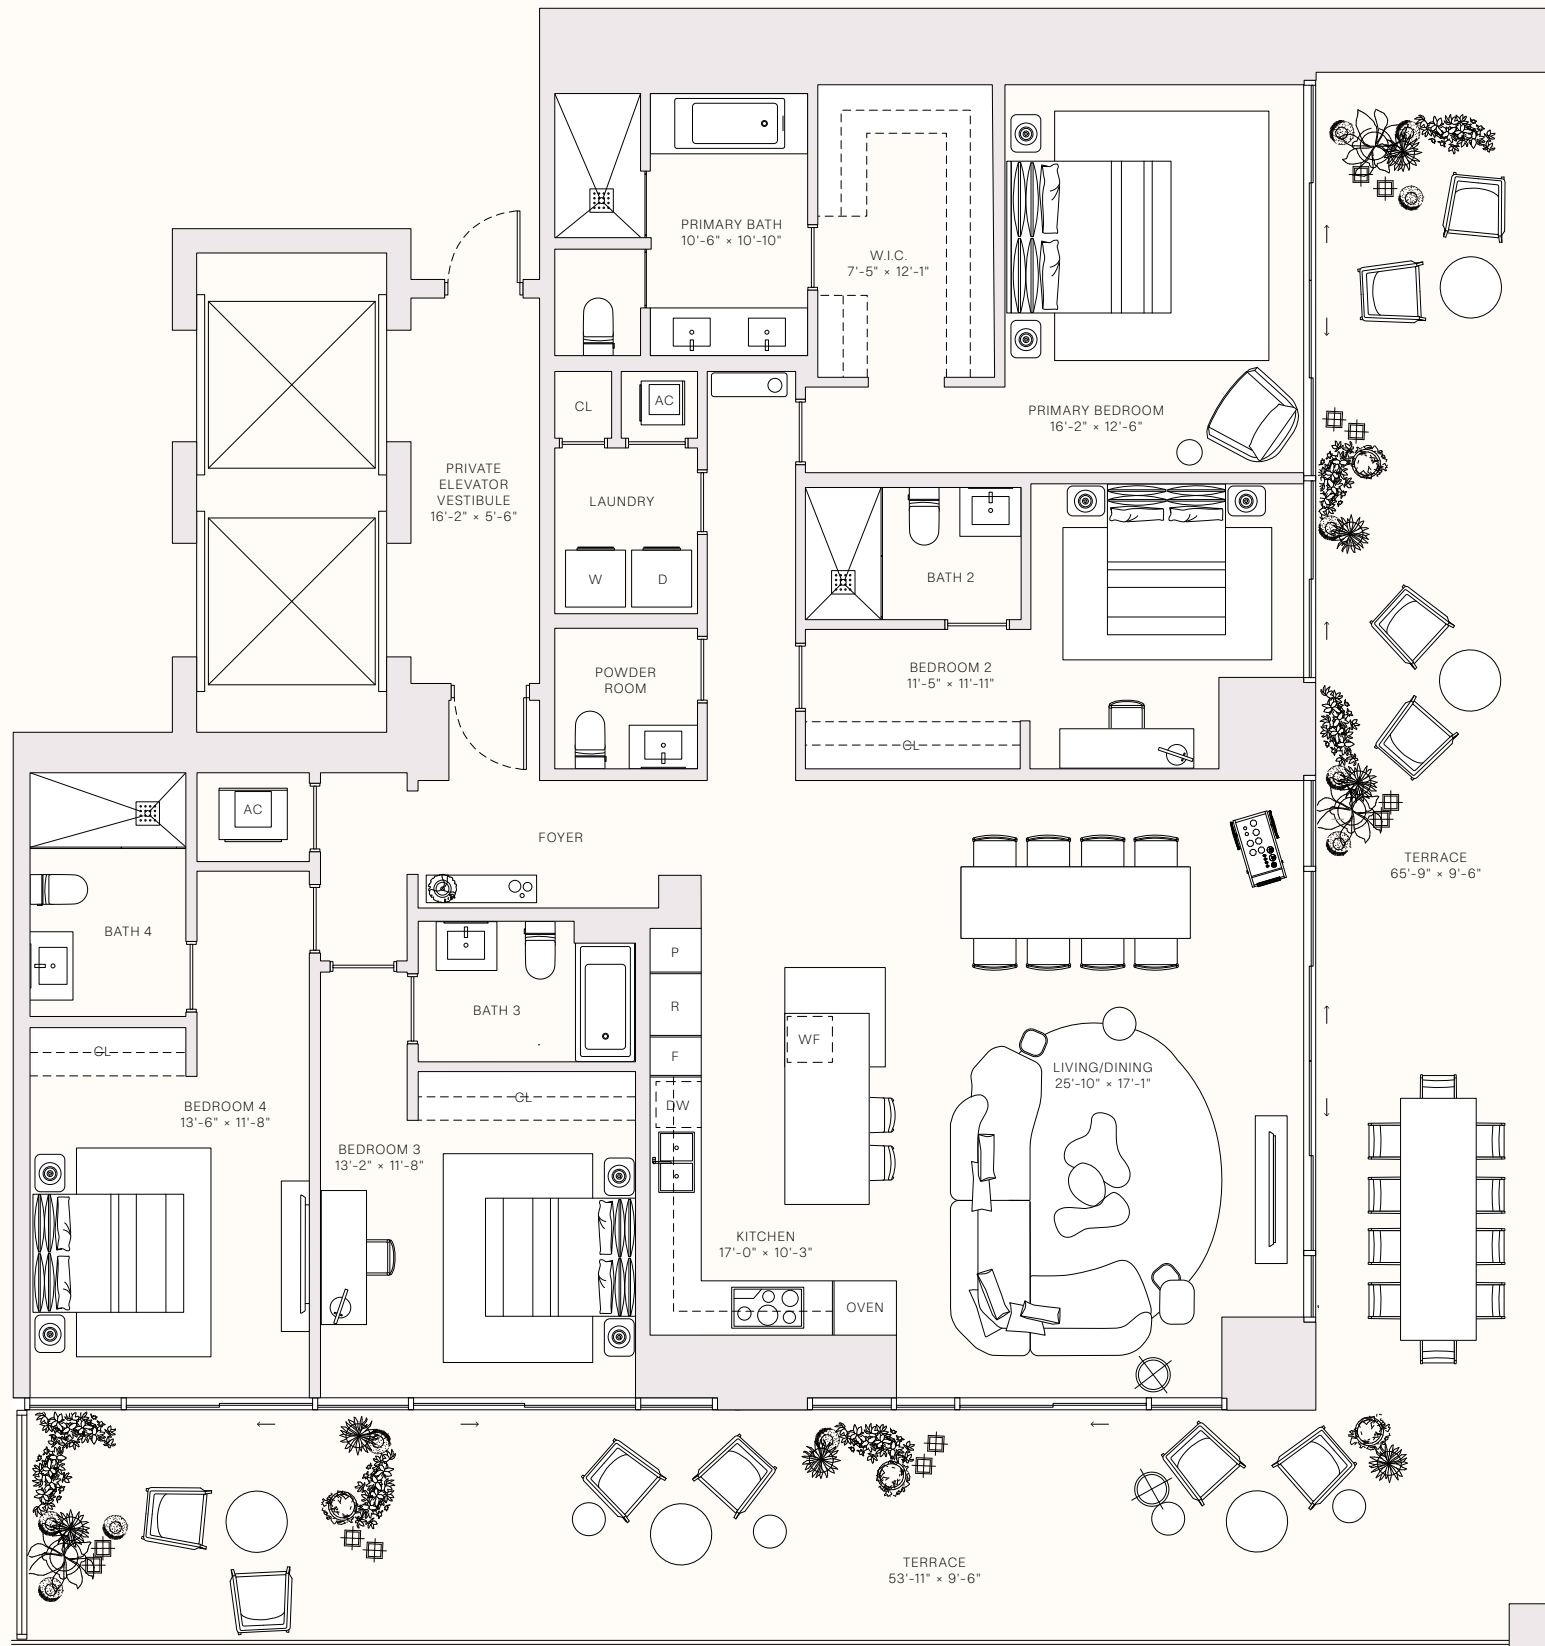 PRIMARY BATH
10'-6" × 10'-10"
W.I.C.
7'-5" × 12'-1"
CL
AC
PRIMARY BEDROOM
16'-2" × 12'-6"
PRIVATE
ELEVATOR
VESTIBULE
16'-2" × 5'-6"
LAUNDRY
W
D
BATH 2
POWDER
ROOM
BEDROOM 2
11'-5" × 11'-11"
CL
AC
FOYER
TERRACE
65'-9" × 9'-6"
BATH 4
P
BATH 3
R
WF
F
CL
LIVING/DINING
25'-10" × 17'-1"
CL
DW
BEDROOM 4
13'-6" × 11'-8"
BEDROOM 3
13'-2" × 11'-8"
KITCHEN
17'-0" × 10'-3"
OVEN
TERRACE
53'-11" × 9'-6"